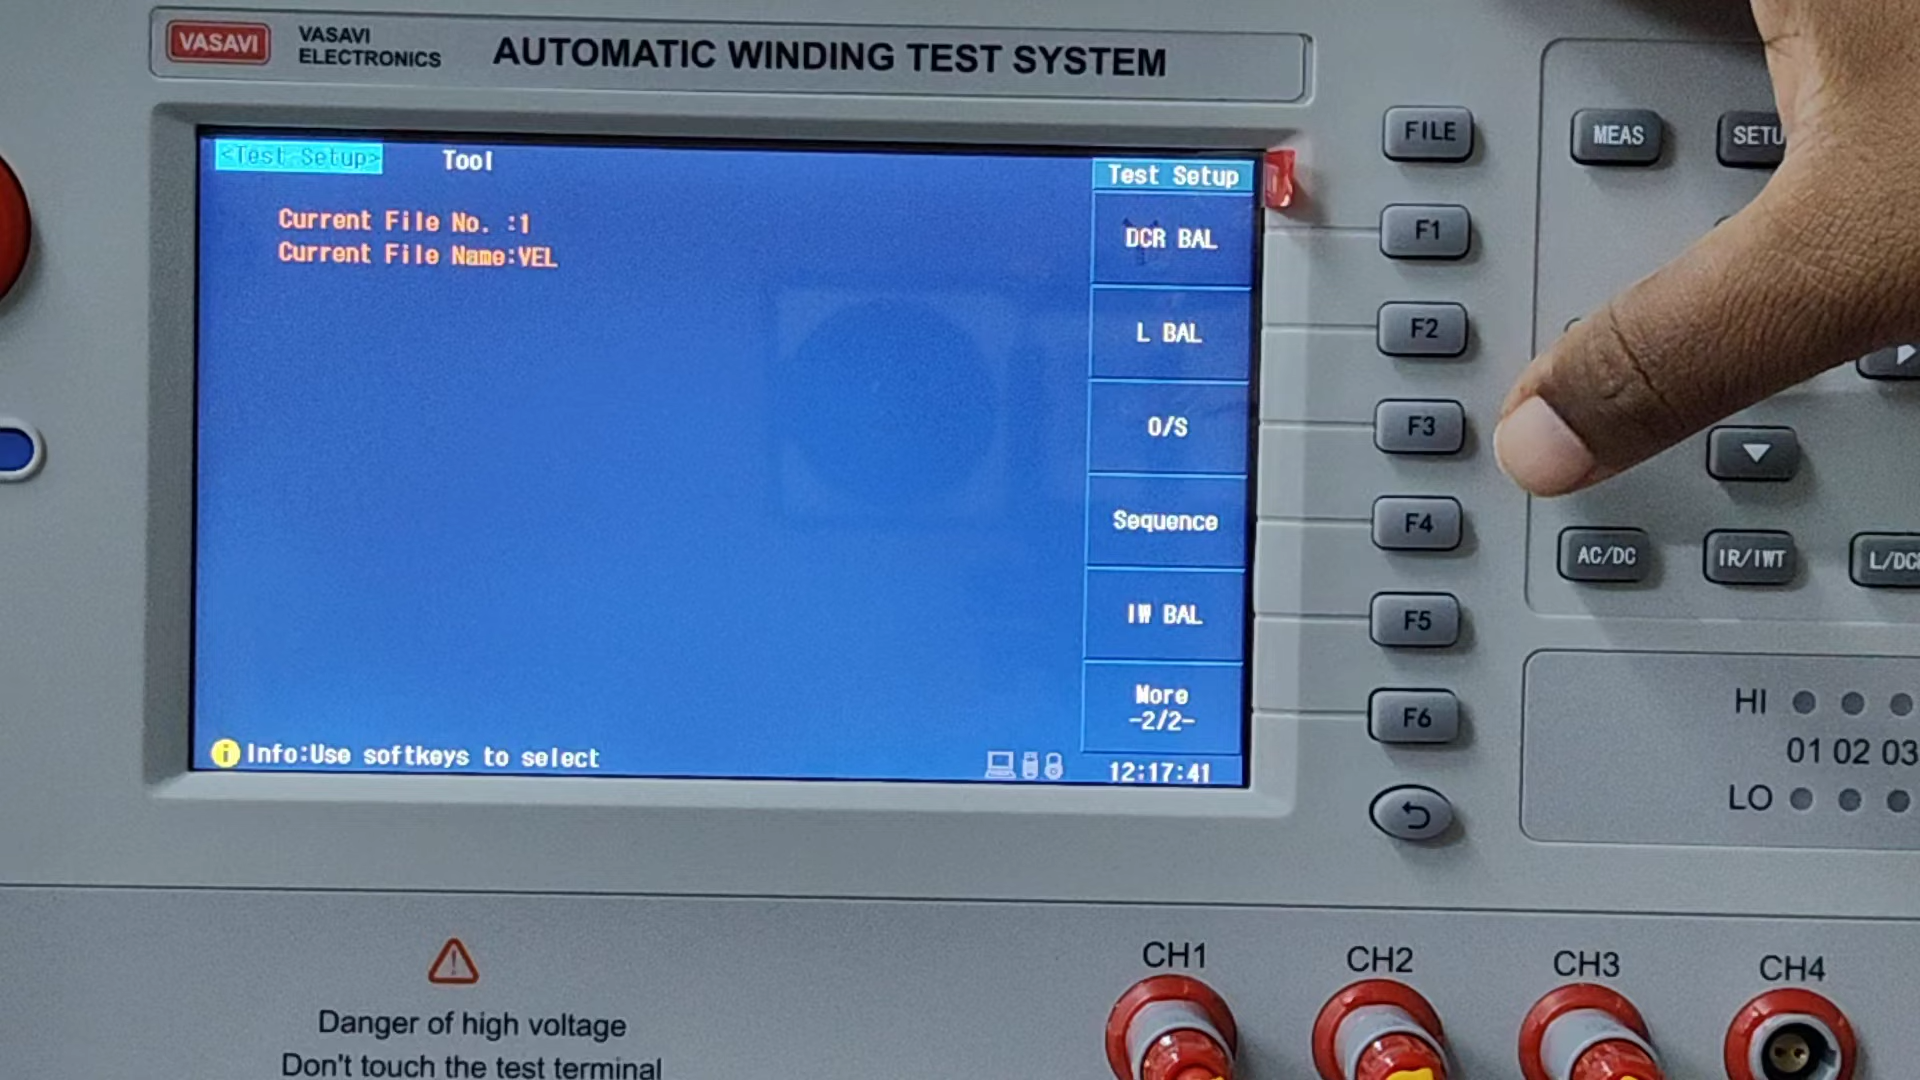 VASAVI
VASAVI
ELECTRONICS
AUTOMATIC WINDING TEST SYSTEM
<Test Setup>
Tool
Current File No. :1
Current File Name:VEL
Test Setup
DCR BAL
L BAL
O/S
Sequence
IW BAL
More
-2/2-
Info:Use softkeys to select
12:17:41
FILE
F1
F2
F3
F4
F5
F6
MEAS
AC/DC
IR/IWT
HI
01 02 03
LO
Danger of high voltage
Don't touch the test terminal
CH1
CH2
CH3
CH4